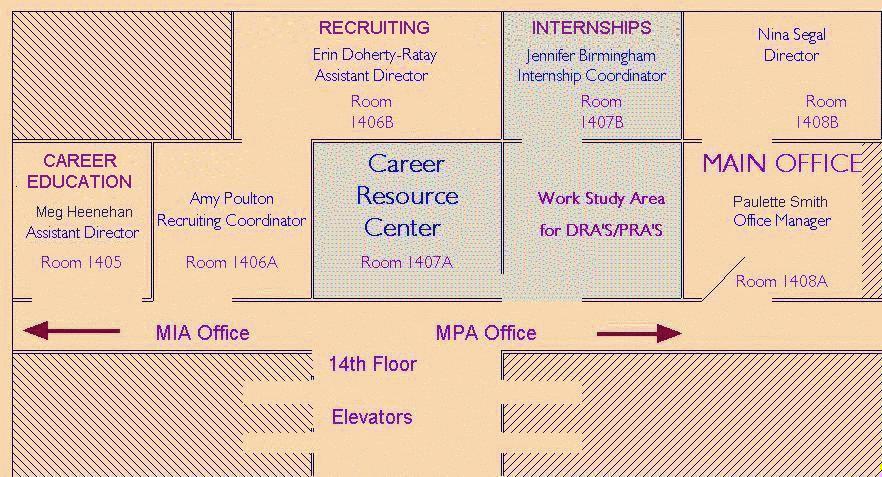 RECRUITING
Erin Doherty-Ratay
Assistant Director
Room
1406B
INTERNSHIPS
Jennifer Birmingham
Internship Coordinator
Room
1407B
Nina Segal
Director
Room
1408B
CAREER
EDUCATION
Meg Heenehan
Assistant Director
Room 1405
Amy Poulton
Recruiting Coordinator
Room 1406A
Career
Resource
Center
Room 1407A
Work Study Area
for DRA'S/PRA'S
MAIN OFFICE
Paulette Smith
Office Manager
Room 1408A
MIA Office
MPA Office
14th Floor
Elevators